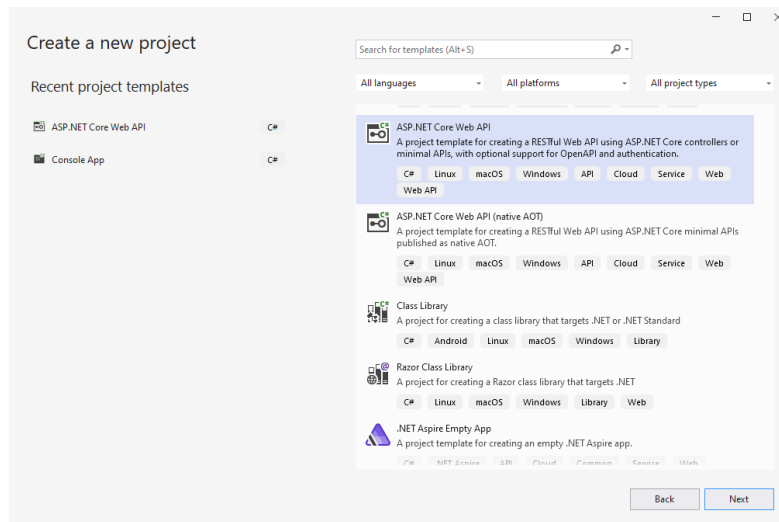 Create a new project
Search for templates (Alt+S)
Recent project templates
All languages
All platforms
All project types
ASP.NET Core Web API
C#
Console App
C#
ASP.NET Core Web API
A project template for creating a RESTful Web API using ASP.NET Core controllers or
minimal APIs, with optional support for OpenAPI and authentication.
C# Linux macOS Windows API Cloud Service Web
Web API
ASP.NET Core Web API (native AOT)
A project template for creating a RESTful Web API using ASP.NET Core minimal APIs
published as native AOT.
C# Linux macOS Windows API Cloud Service Web
Web API
Class Library
A project for creating a class library that targets .NET or .NET Standard
C# Android Linux macOS Windows Library
Razor Class Library
A project for creating a Razor class library that targets .NET
C# Linux macOS Windows Library Web
.NET Aspire Empty App
A project template for creating an empty .NET Aspire app.
C# .NET Aspire API Cloud Common Service Web
Back
Next